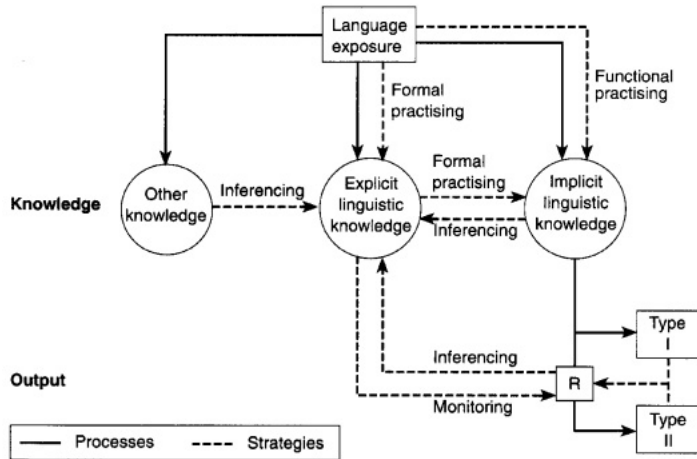 Language
exposure
Formal
practising
Functional
practising
Knowledge
Other
knowledge
Inferencing
Explicit
linguistic
knowledge
Formal
practising
Inferencing
Implicit
linguistic
knowledge
Type
I
Inferencing
Output
R
Monitoring
Type
II
Processes
Strategies